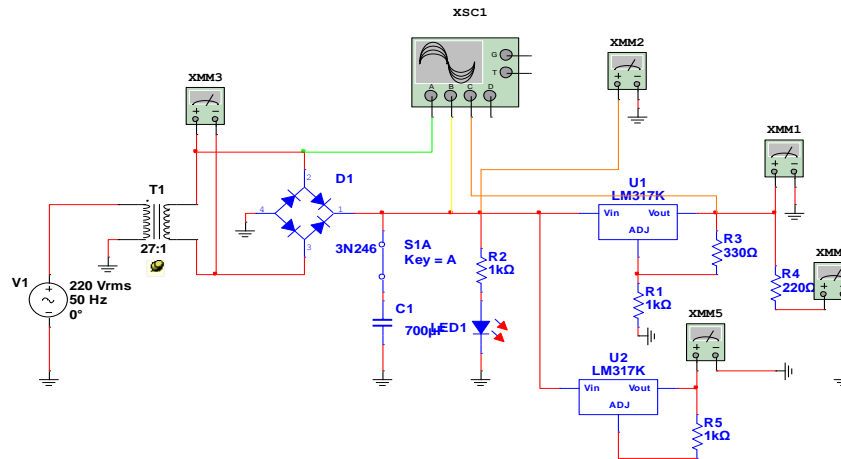 XSC1
G
T
A B C D
XMM2
+ -
XMM3
+ -
XMM1
+ -
T1
27:1
D1
2
4
1
3
3N246
S1A
Key = A
C1
700µF
R2
1kΩ
LED1
U1
LM317K
Vin Vout
ADJ
R3
330Ω
R1
1kΩ
R4
220Ω
XMM
+ -
V1
220 Vrms
50 Hz
0°
XMM5
+ -
U2
LM317K
Vin Vout
ADJ
R5
1kΩ